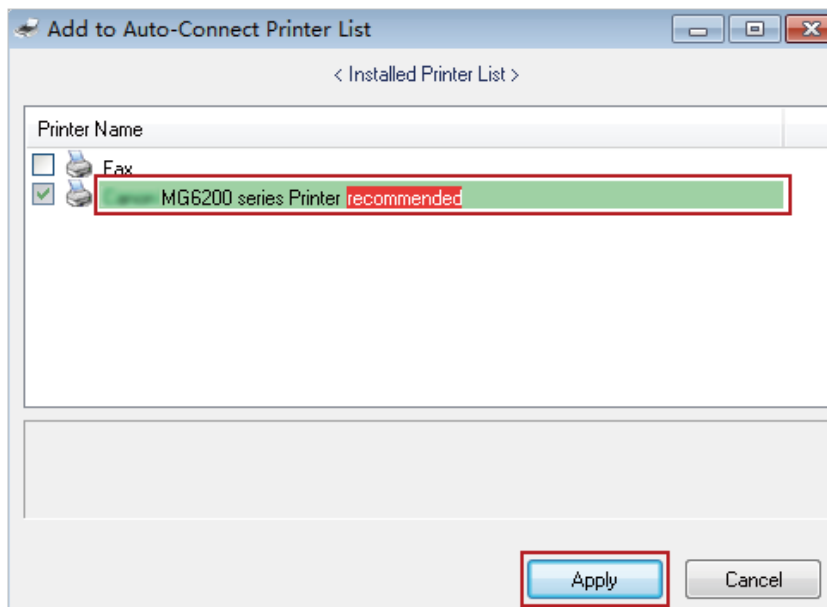 Add to Auto-Connect Printer List
< Installed Printer List >
Printer Name
Fax
MG6200 series Printer recommended
Apply
Cancel